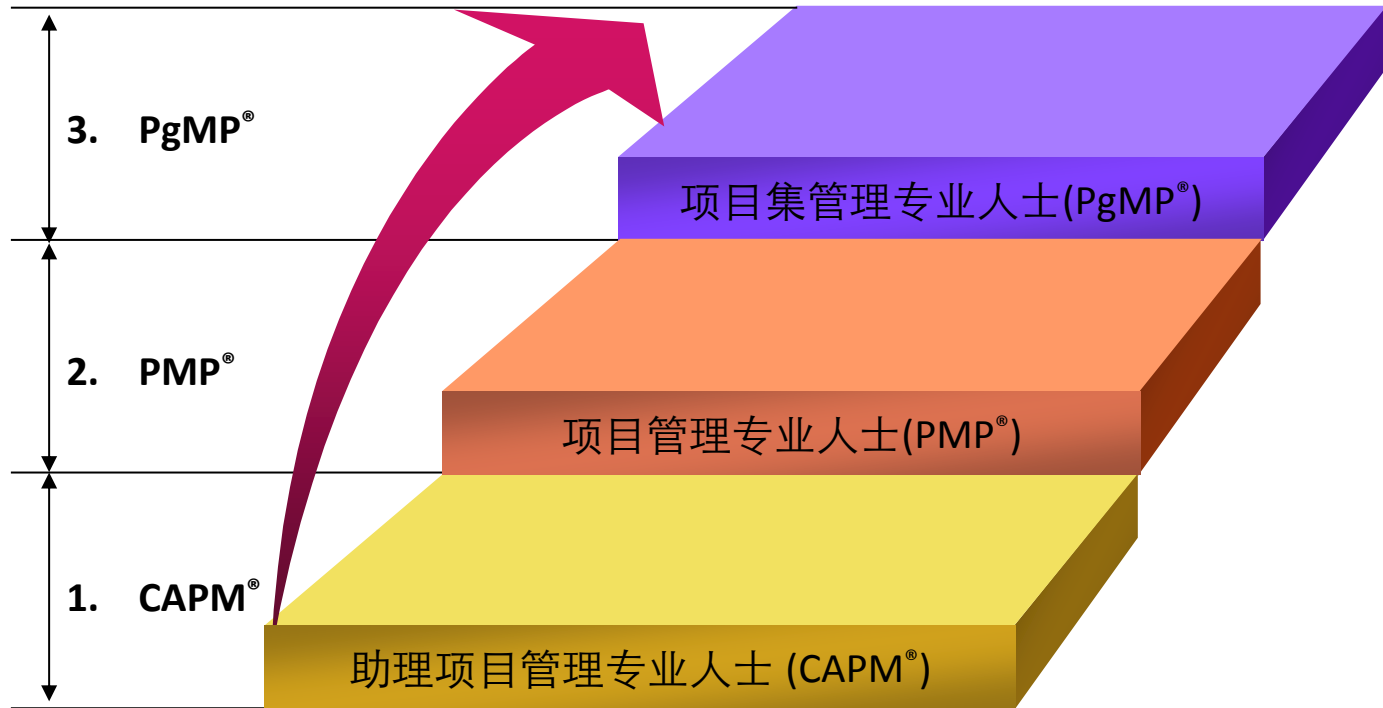 3. PgMP®
项目集管理专业人士(PgMP®)
2. PMP®
项目管理专业人士(PMP®)
1. CAPM®
助理项目管理专业人士 (CAPM®)